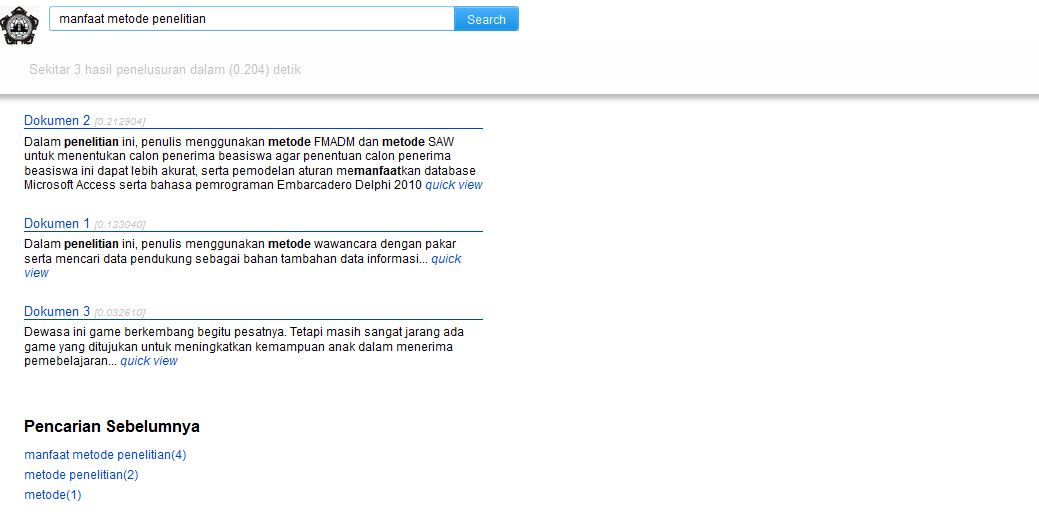 manfaat metode penelitian
Search
Sekitar 3 hasil penelusuran dalam (0.204) detik
Dokumen 2 [0.212904]
Dalam penelitian ini, penulis menggunakan metode FMADM dan metode SAW
untuk menentukan calon penerima beasiswa agar penentuan calon penerima
beasiswa ini dapat lebih akurat, serta pemodelan aturan memanfaatkan database
Microsoft Access serta bahasa pemrograman Embarcadero Delphi 2010 quick view
Dokumen 1 [0.133040]
Dalam penelitian ini, penulis menggunakan metode wawancara dengan pakar
serta mencari data pendukung sebagai bahan tambahan data informasi... quick
view
Dokumen 3 [0.032610]
Dewasa ini game berkembang begitu pesatnya. Tetapi masih sangat jarang ada
game yang ditujukan untuk meningkatkan kemampuan anak dalam menerima
pemebelajaran... quick view
Pencarian Sebelumnya
manfaat metode penelitian(4)
metode penelitian(2)
metode(1)